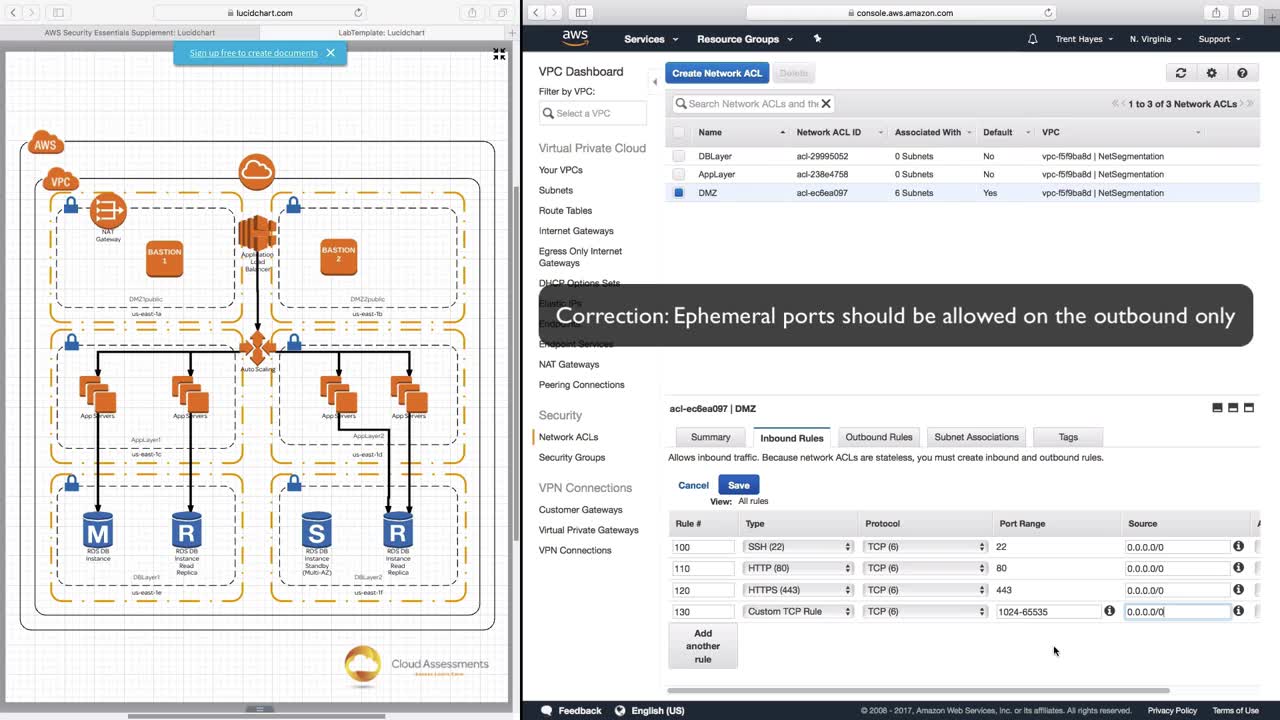 lucidchart.com
AWS Security Essentials Supplement: Lucidchart
LabTemplate: Lucidchart
Sign up free to create documents
AWS
VPC
NAT
Gateway
BASTION
1
Application
Load
Balancer
BASTION
2
DMZ1public
us-east-1a
DMZ2public
us-east-1b
Auto Scaling
App Servers
App Servers
App Servers
App Servers
AppLayer1
us-east-1c
AppLayer2
us-east-1d
M
RDS DB
Instance
R
RDS DB
Instance
Read
Replica
S
RDS DB
Instance
Standby
(Multi-AZ)
R
RDS DB
Instance
Read
Replica
DBLayer1
us-east-1e
DBLayer2
us-east-1f
Cloud Assessments
console.aws.amazon.com
aws
Services
Resource Groups
Trent Hayes
N. Virginia
Support
VPC Dashboard
Filter by VPC:
Select a VPC
Virtual Private Cloud
Your VPCs
Subnets
Route Tables
Internet Gateways
Egress Only Internet
Gateways
DHCP Options Sets
Elastic IPs
Endpoints
Endpoint Services
NAT Gateways
Peering Connections
Security
Network ACLs
Security Groups
VPN Connections
Customer Gateways
Virtual Private Gateways
VPN Connections
Create Network ACL
Delete
Search Network ACLs and the
1 to 3 of 3 Network ACLs
Name Network ACL ID Associated With Default VPC
DBLayer acl-29995052 0 Subnets No vpc-f5f9ba8d | NetSegmentation
AppLayer acl-238e4758 0 Subnets No vpc-f5f9ba8d | NetSegmentation
DMZ acl-ec6ea097 6 Subnets Yes vpc-f5f9ba8d | NetSegmentation
Correction: Ephemeral ports should be allowed on the outbound only
acl-ec6ea097 | DMZ
Summary Inbound Rules Outbound Rules Subnet Associations Tags
Allows inbound traffic. Because network ACLs are stateless, you must create inbound and outbound rules.
Cancel Save
View: All rules
Rule # Type Protocol Port Range Source A
100 SSH (22) TCP (6) 22 0.0.0.0/0
110 HTTP (80) TCP (6) 80 0.0.0.0/0
120 HTTPS (443) TCP (6) 443 0.0.0.0/0
130 Custom TCP Rule TCP (6) 1024-65535 0.0.0.0/0
Add
another
rule
Feedback English (US)
© 2008 - 2017, Amazon Web Services, Inc. or its affiliates. All rights reserved. Privacy Policy Terms of Use